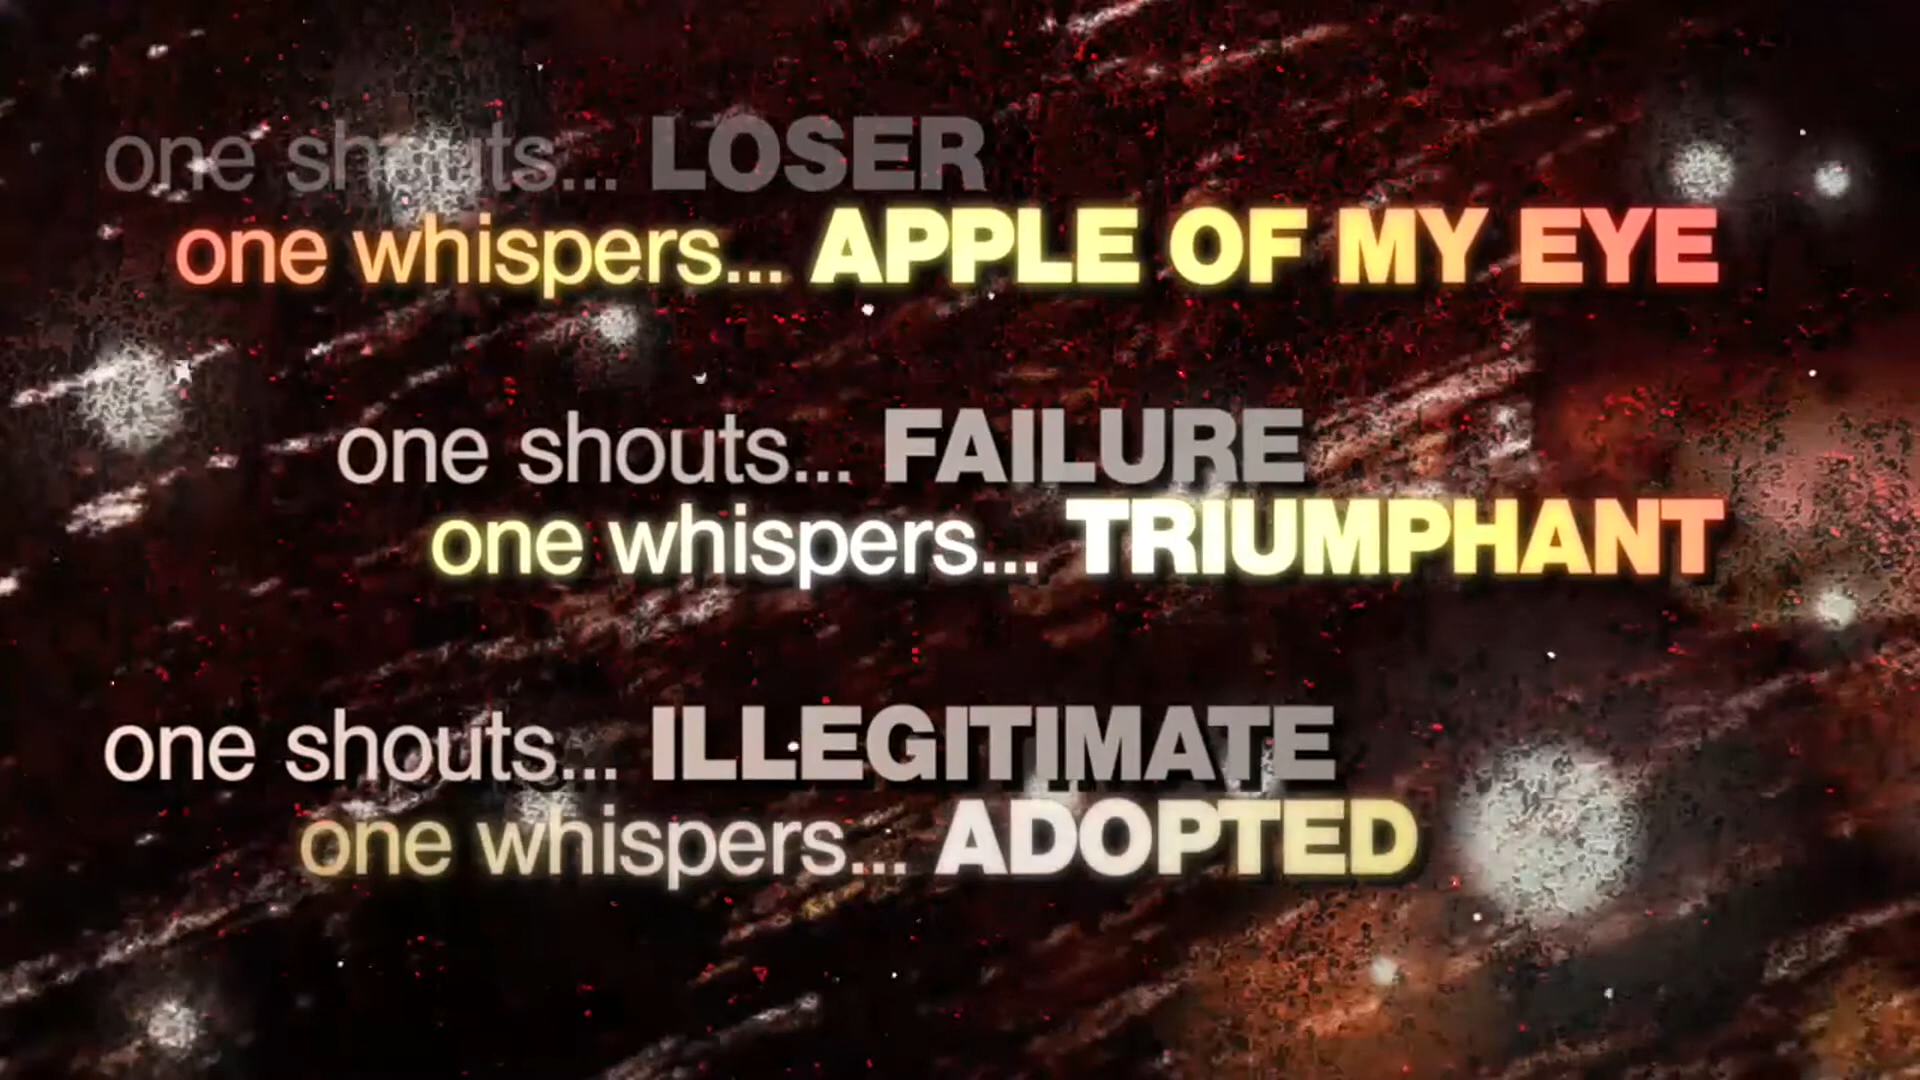 one shouts... LOSER
one whispers... APPLE OF MY EYE
one shouts... FAILURE
one whispers... TRIUMPHANT
one shouts... ILLEGITIMATE
one whispers... ADOPTED